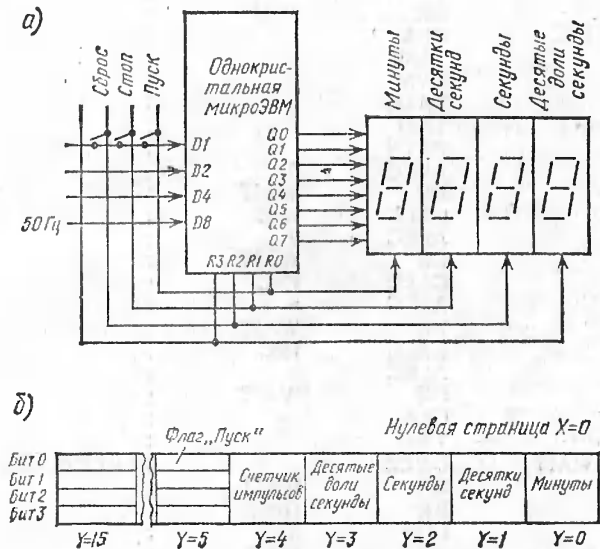 а)
Сброс
Стоп
Пуск
Однокрис-
тальная
микроЭВМ
Минуты
Десятки
секунд
Секунды
Десятые
доли
секунды
D1
D2
D4
50 Гц
D8
Q0
Q1
Q2
Q3
Q4
Q5
Q6
Q7
R3 R2 R1 R0
б)
Флаг „Пуск"
Нулевая страница X=0
Бит 0
Бит 1
Бит 2
бит 3
Счетчик
импульсов
Десятые
доли
секунды
Секунды
Десятки
секунд
Минуты
Y=15 Y=5 Y=4 Y=3 Y=2 Y=1 Y=0